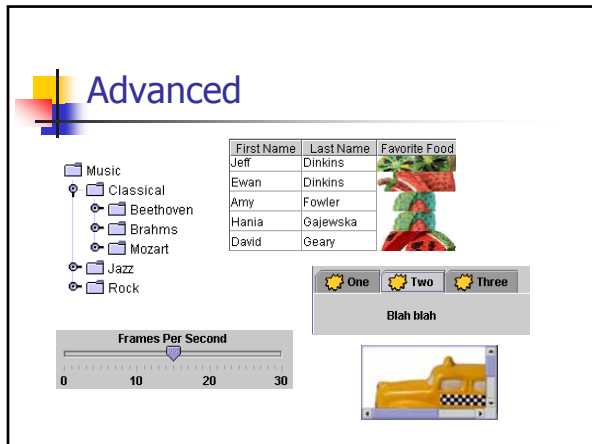 Advanced
Music
Classical
Beethoven
Brahms
Mozart
Jazz
Rock
First Name Last Name Favorite Food
Jeff Dinkins
Ewan Dinkins
Amy Fowler
Hania Gajewska
David Geary
One Two Three
Blah blah
Frames Per Second
0 10 20 30